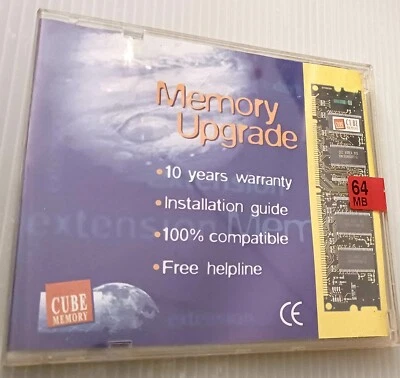 Memory
Upgrade
•10 years warranty
•Installation guide
•100% compatible
•Free helpline
64
MB
CUBE
MEMORY
CE